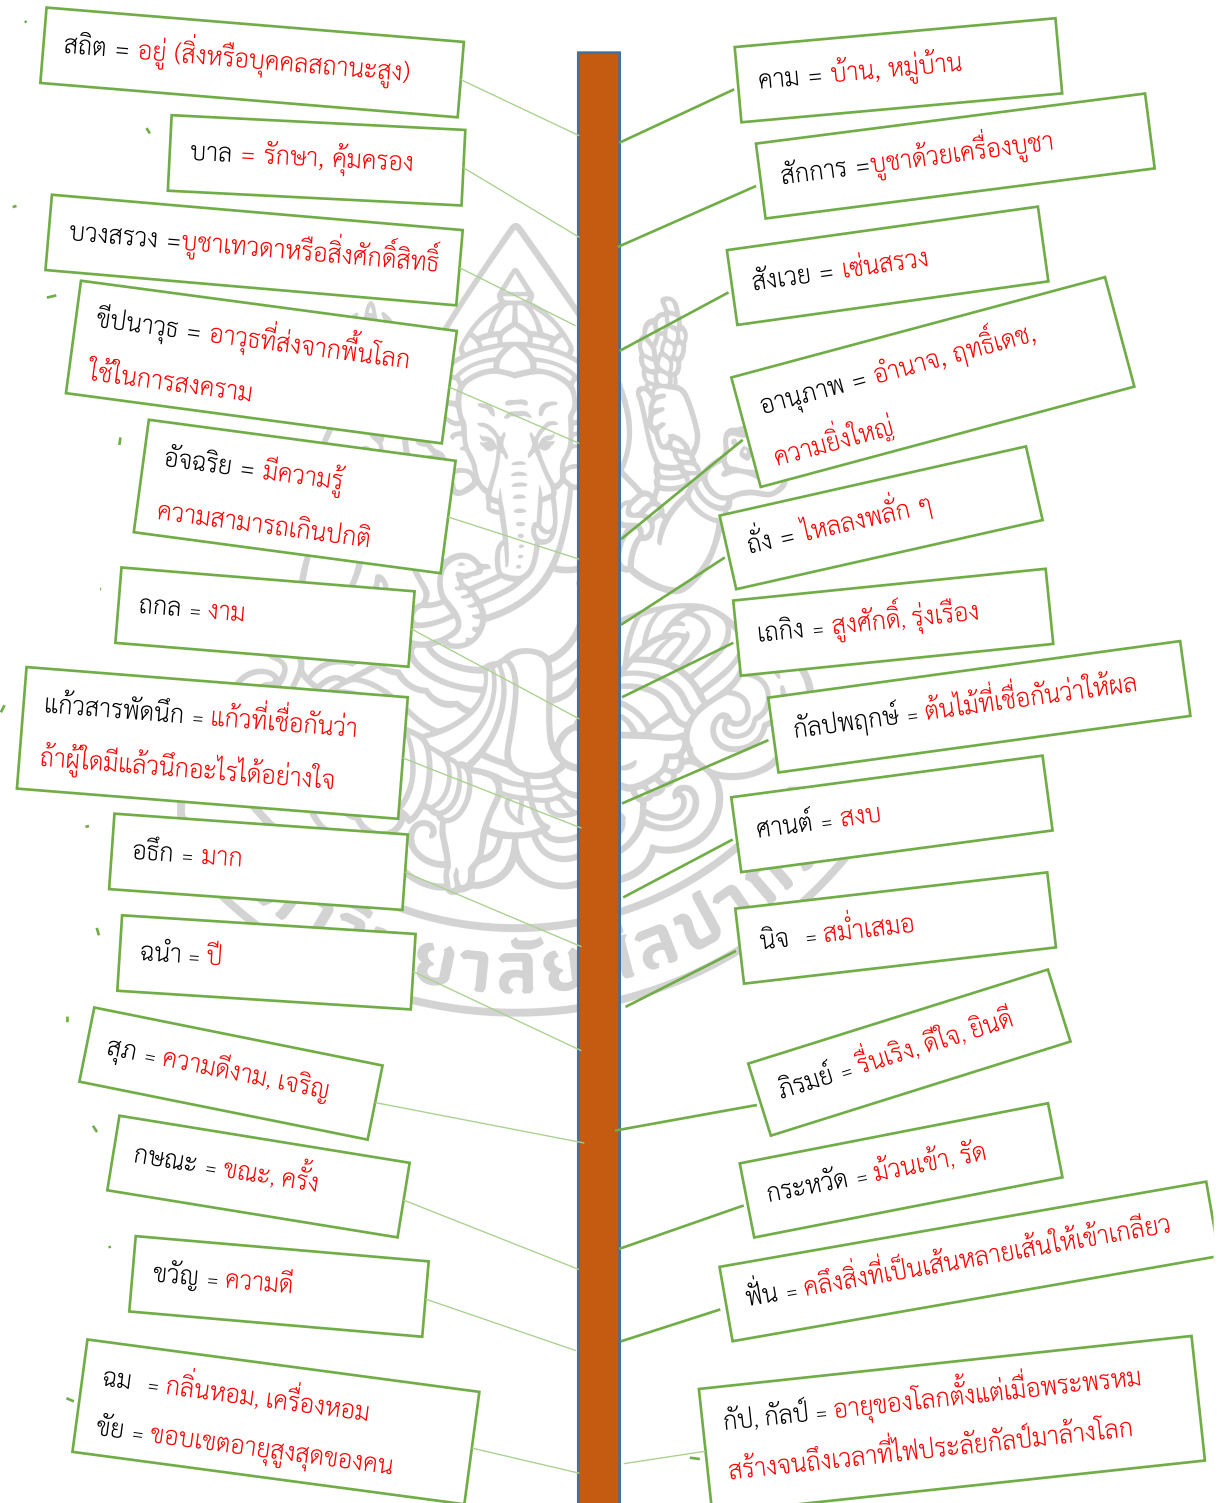 สถิต = อยู่ (สิ่งหรือบุคคลสถานะสูง)
บาล = รักษา, คุ้มครอง
บวงสรวง =บูชาเทวดาหรือสิ่งศักดิ์สิทธิ์
ขีปนาวุธ = อาวุธที่ส่งจากพื้นโลก
ใช้ในการสงคราม
อัจฉริย = มีความรู้
ความสามารถเกินปกติ
ถกล = งาม
แก้วสารพัดนึก = แก้วที่เชื่อกันว่า
ถ้าผู้ใดมีแล้วนึกอะไรได้อย่างใจ
อธึก = มาก
ฉนำ = ปี
สุภ = ความดีงาม, เจริญ
กษณะ = ขณะ, ครั้ง
ขวัญ = ความดี
ฉม = กลิ่นหอม, เครื่องหอม
ขัย = ขอบเขตอายุสูงสุดของคน
คาม = บ้าน, หมู่บ้าน
สักการ =บูชาด้วยเครื่องบูชา
สังเวย = เซ่นสรวง
อานุภาพ = อำนาจ, ฤทธิ์เดช,
ความยิ่งใหญ่
ถั่ง = ไหลลงพลั่ก ๆ
เถกิง = สูงศักดิ์, รุ่งเรือง
กัลปพฤกษ์ = ต้นไม้ที่เชื่อกันว่าให้ผล
ศานต์ = สงบ
นิจ = สม่ำเสมอ
ภิรมย์ = รื่นเริง, ดีใจ, ยินดี
กระหวัด = ม้วนเข้า, รัด
ฟั่น = คลึงสิ่งที่เป็นเส้นหลายเส้นให้เข้าเกลียว
กัป, กัลป์ = อายุของโลกตั้งแต่เมื่อพระพรหม
สร้างจนถึงเวลาที่ไฟประลัยกัลป์มาล้างโลก